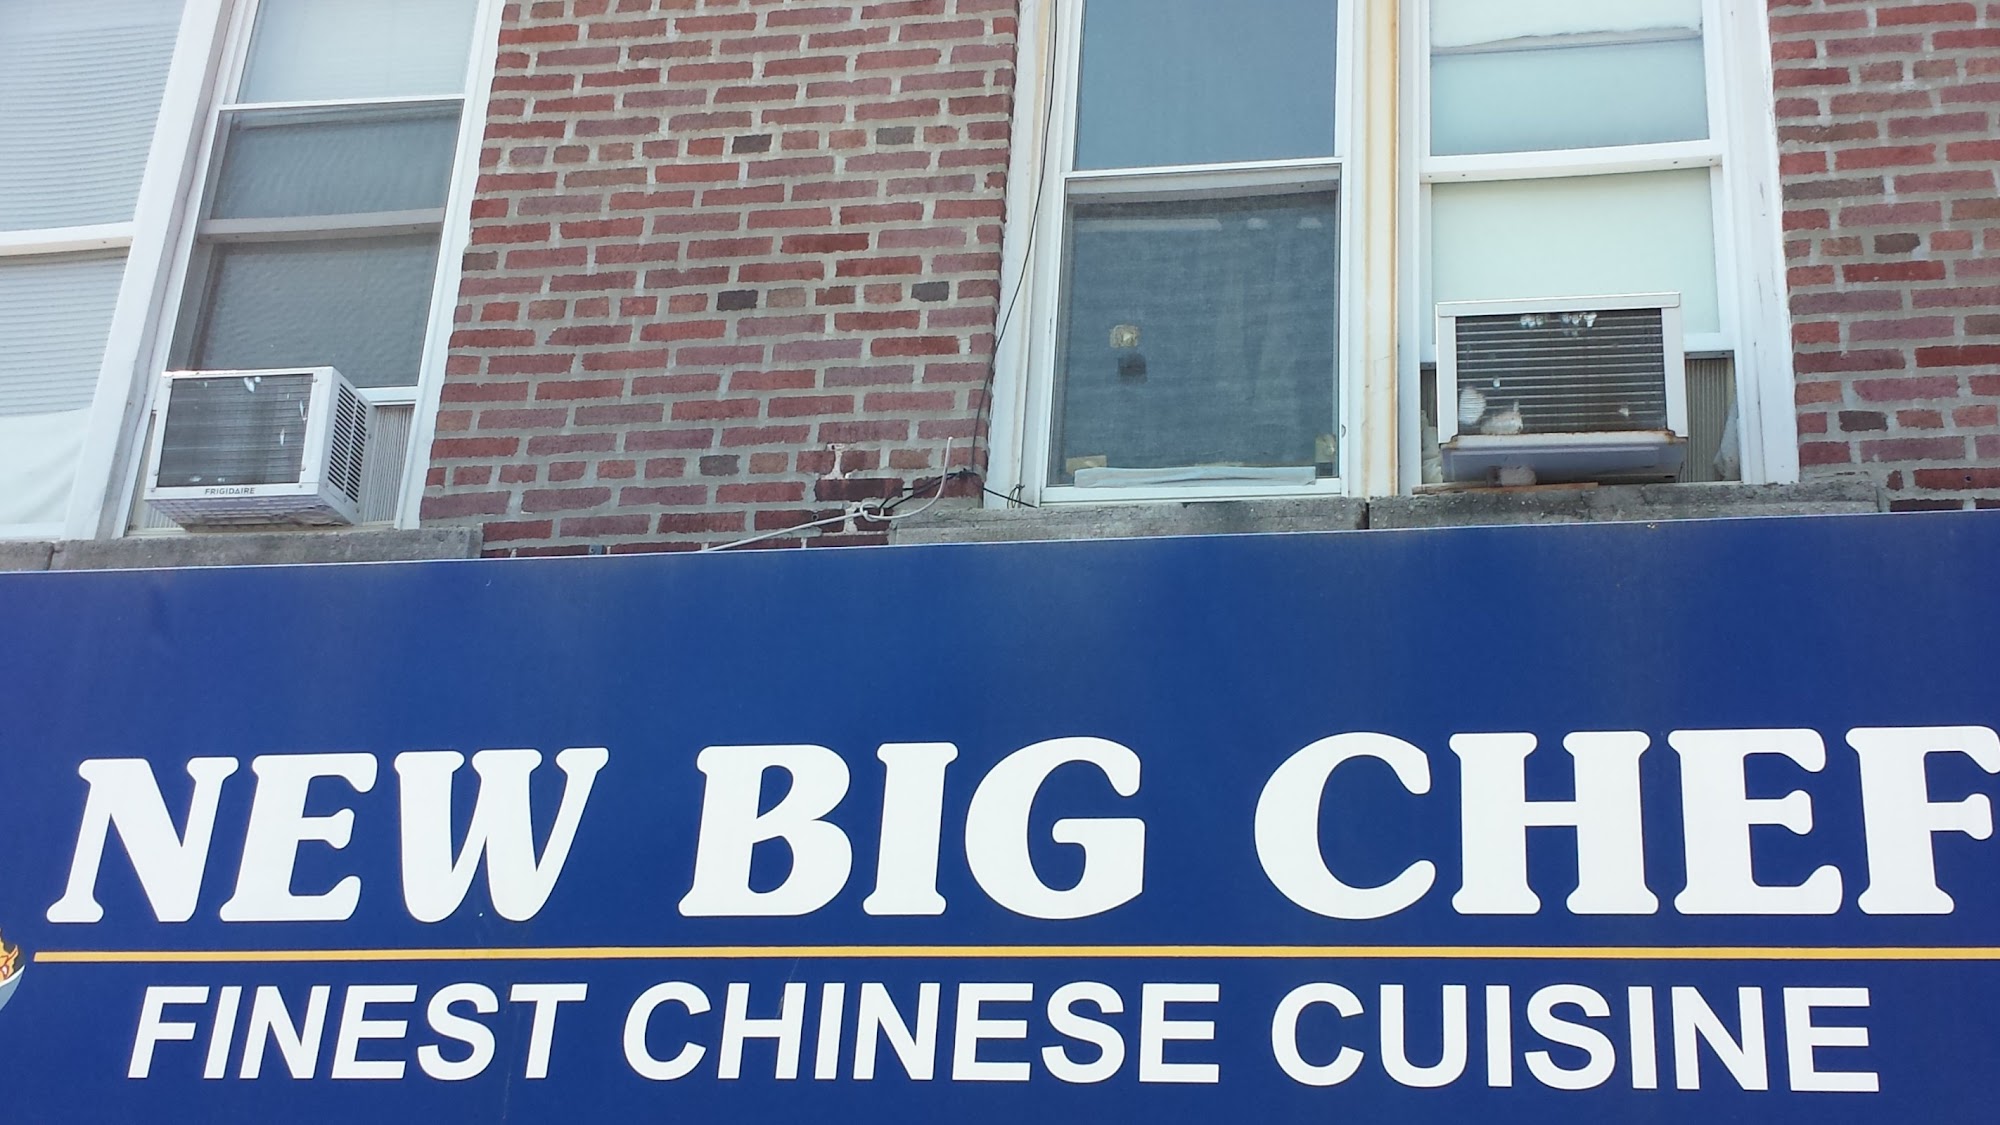 FRIGIDAIRE
NEW BIG CHEF
FINEST CHINESE CUISINE